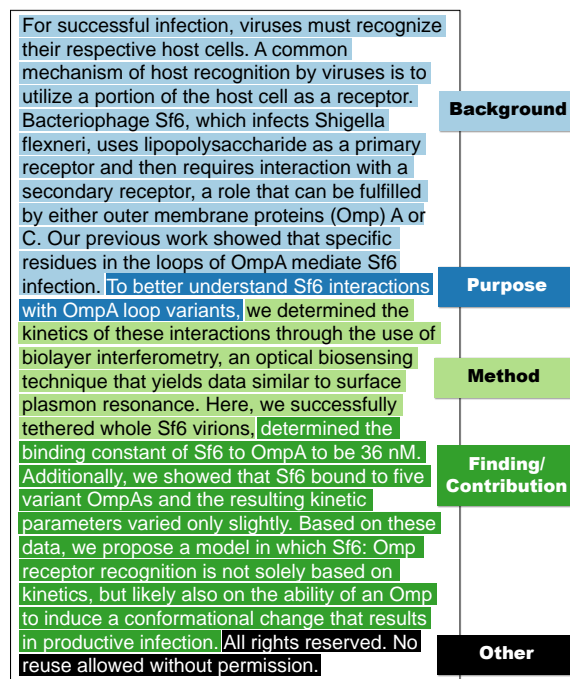 For successful infection, viruses must recognize
their respective host cells. A common
mechanism of host recognition by viruses is to
utilize a portion of the host cell as a receptor.
Bacteriophage Sf6, which infects Shigella
flexneri, uses lipopolysaccharide as a primary
receptor and then requires interaction with a
secondary receptor, a role that can be fulfilled
by either outer membrane proteins (Omp) A or
C. Our previous work showed that specific
residues in the loops of OmpA mediate Sf6
infection. To better understand Sf6 interactions
with OmpA loop variants, we determined the
kinetics of these interactions through the use of
biolayer interferometry, an optical biosensing
technique that yields data similar to surface
plasmon resonance. Here, we successfully
tethered whole Sf6 virions, determined the
binding constant of Sf6 to OmpA to be 36 nM.
Additionally, we showed that Sf6 bound to five
variant OmpAs and the resulting kinetic
parameters varied only slightly. Based on these
data, we propose a model in which Sf6: Omp
receptor recognition is not solely based on
kinetics, but likely also on the ability of an Omp
to induce a conformational change that results
in productive infection. All rights reserved. No
reuse allowed without permission.
Background
Purpose
Method
Finding/
Contribution
Other